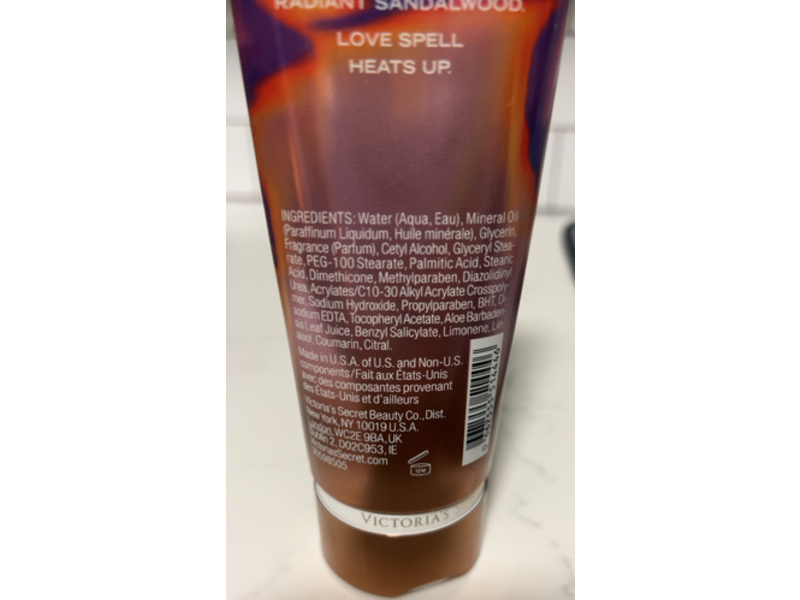 RADIANT SANDALWOOD.
LOVE SPELL
HEATS UP.
INGREDIENTS: Water (Aqua, Eau), Mineral Oil
(Paraffinum Liquidum, Huile minérale), Glycerin,
Fragrance (Parfum), Cetyl Alcohol, Glyceryl Stea-
rate, PEG-100 Stearate, Palmitic Acid, Stearic
Acid, Dimethicone, Methylparaben, Diazolidinyl
Urea, Acrylates/C10-30 Alkyl Acrylate Crosspoly-
mer, Sodium Hydroxide, Propylparaben, BHT, Di-
sodium EDTA, Tocopheryl Acetate, Aloe Barbaden-
sis Leaf Juice, Benzyl Salicylate, Limonene, Lin
alool, Coumarin, Citral.
Made in U.S.A. of U.S. and Non-U.S.
components/Fait aux États-Unis
avec des composantes provenant
des États-Unis et d'ailleurs
Victoria's Secret Beauty Co., Dist.
New York, NY 10019 U.S.A.
London, WC2E 9BA, UK
Dublin 2, D02C953, IE
VictoriasSecret.com
12M
VICTORIA'S